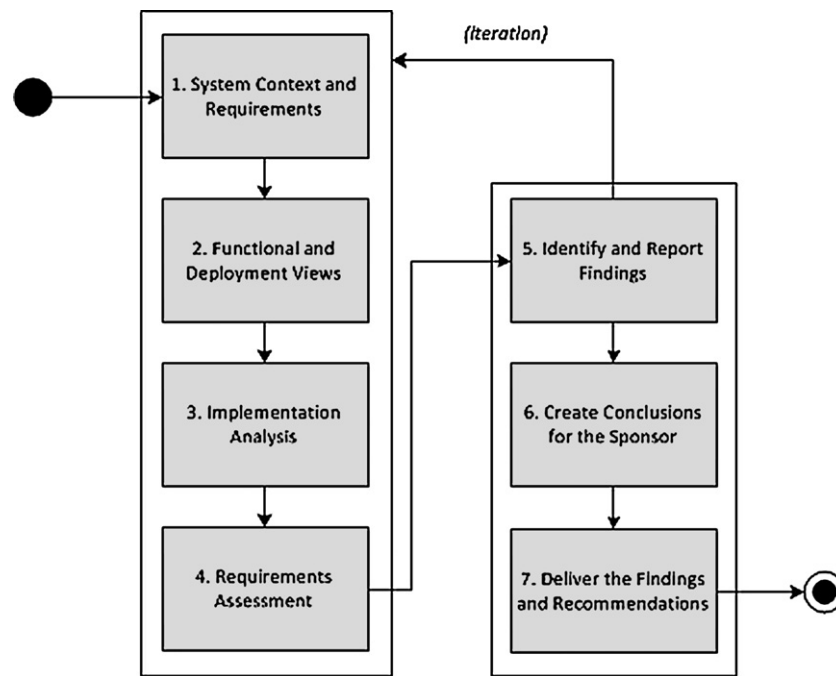 (iteration)
1. System Context and
Requirements
2. Functional and
Deployment Views
3. Implementation
Analysis
4. Requirements
Assessment
5. Identify and Report
Findings
6. Create Conclusions
for the Sponsor
7. Deliver the Findings
and Recommendations